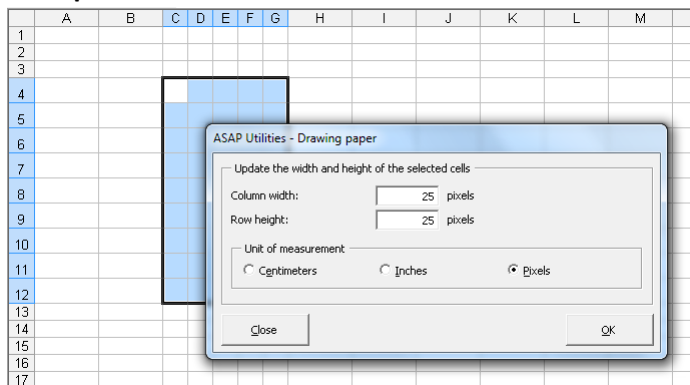 A B C D E F G H I J K L M
1
2
3
4
5
6
7
8
9
10
11
12
13
14
15
16
17
ASAP Utilities - Drawing paper
Update the width and height of the selected cells
Column width: 25 pixels
Row height: 25 pixels
Unit of measurement
Centimeters Inches Pixels
Close OK